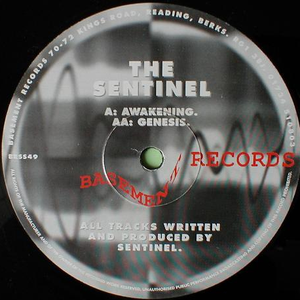 BASEMENT RECORDS 70-73 KINGS ROAD, READING, BERKS,
THE
SENTINEL
A: AWAKENING.
AA: GENESIS.
BRSS49
BASEMENT RECORDS
ALL TRACKS WRITTEN
AND PRODUCED BY
SENTINEL.